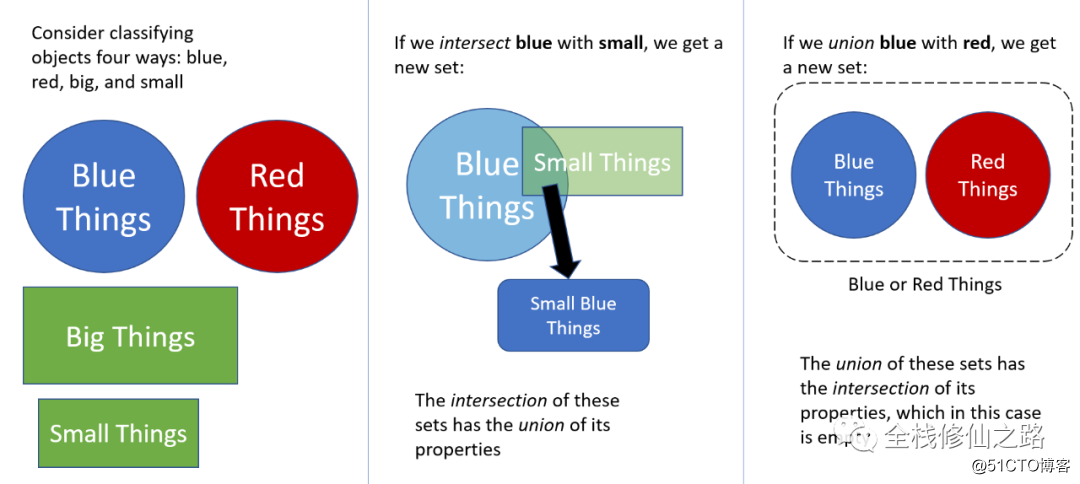 Consider classifying
objects four ways: blue,
red, big, and small
Blue
Things
Red
Things
Big Things
Small Things
If we intersect blue with small, we get a
new set:
Blue
Things
Small Things
Small Blue
Things
The intersection of these
sets has the union of its
properties
If we union blue with red, we get
a new set:
Blue
Things
Red
Things
Blue or Red Things
The union of these sets has
the intersection of its
properties, which in this case
is empty
全栈修仙之路
@51CTO博客